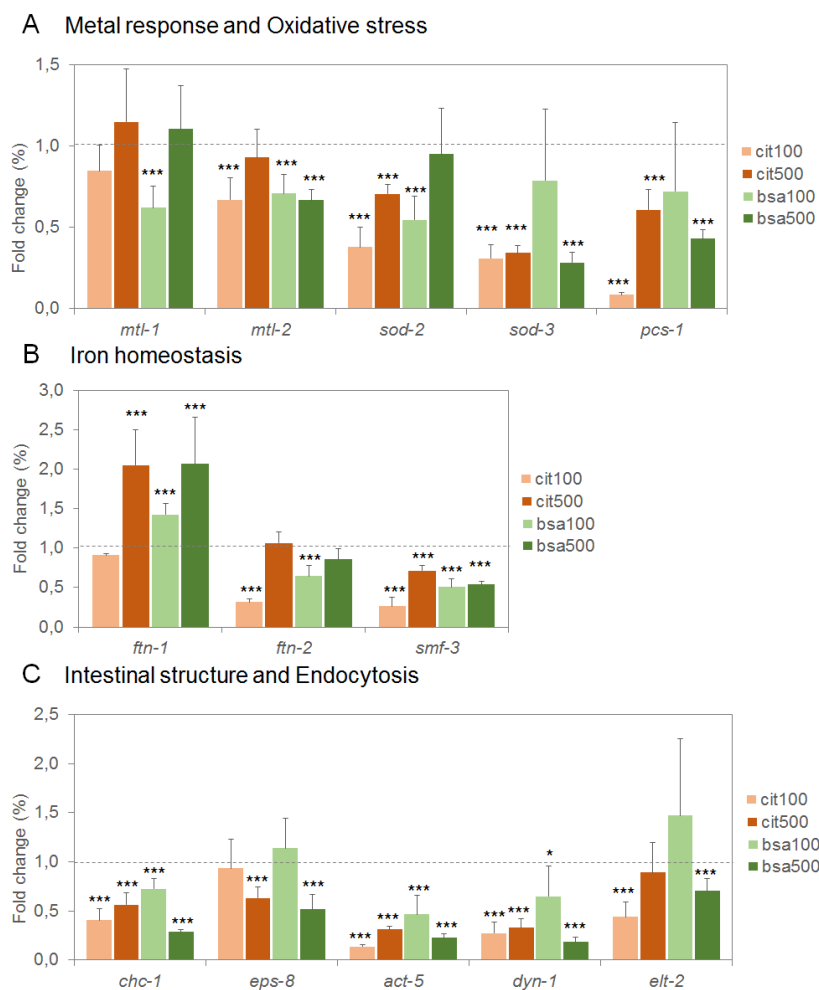 A Metal response and Oxidative stress
Fold change (%)
1,5
1,0
0,5
0,0
***
***
***
***
***
***
***
***
***
***
***
***
***
mtl-1
mtl-2
sod-2
sod-3
pcs-1
cit100
cit500
bsa100
bsa500
B Iron homeostasis
Fold change (%)
3,0
2,5
2,0
1,5
1,0
0,5
0,0
***
***
***
***
***
***
***
***
***
ftn-1
ftn-2
smf-3
cit100
cit500
bsa100
bsa500
C Intestinal structure and Endocytosis
Fold change (%)
2,5
2,0
1,5
1,0
0,5
0,0
***
***
***
***
***
***
***
***
***
***
***
***
*
***
***
***
chc-1
eps-8
act-5
dyn-1
elt-2
cit100
cit500
bsa100
bsa500